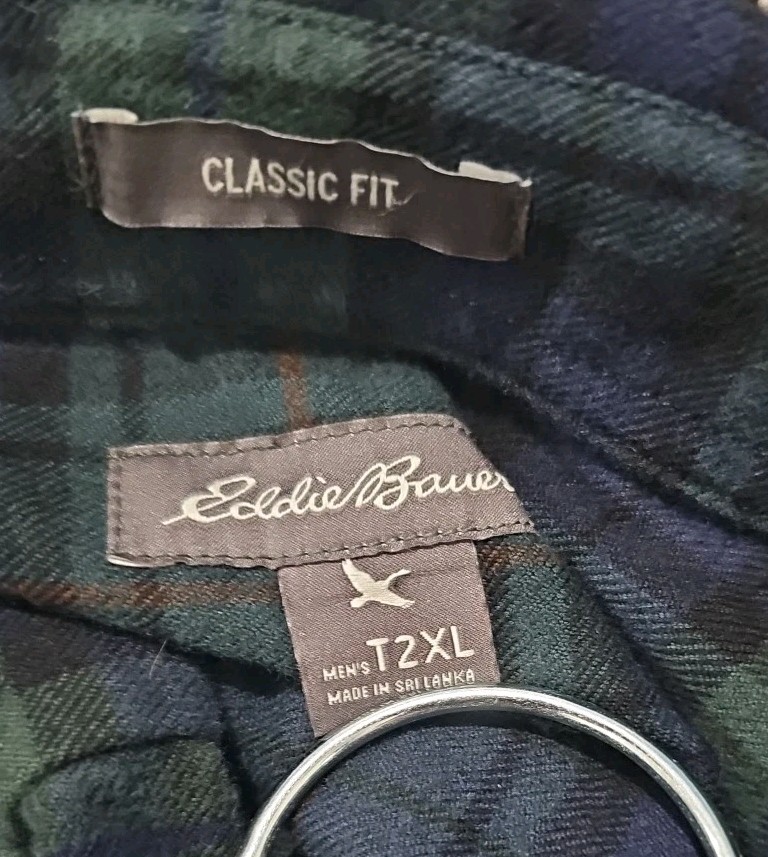 CLASSIC FIT
Eddie Bauer
MEN'S T2XL
MADE IN SRI LANKA